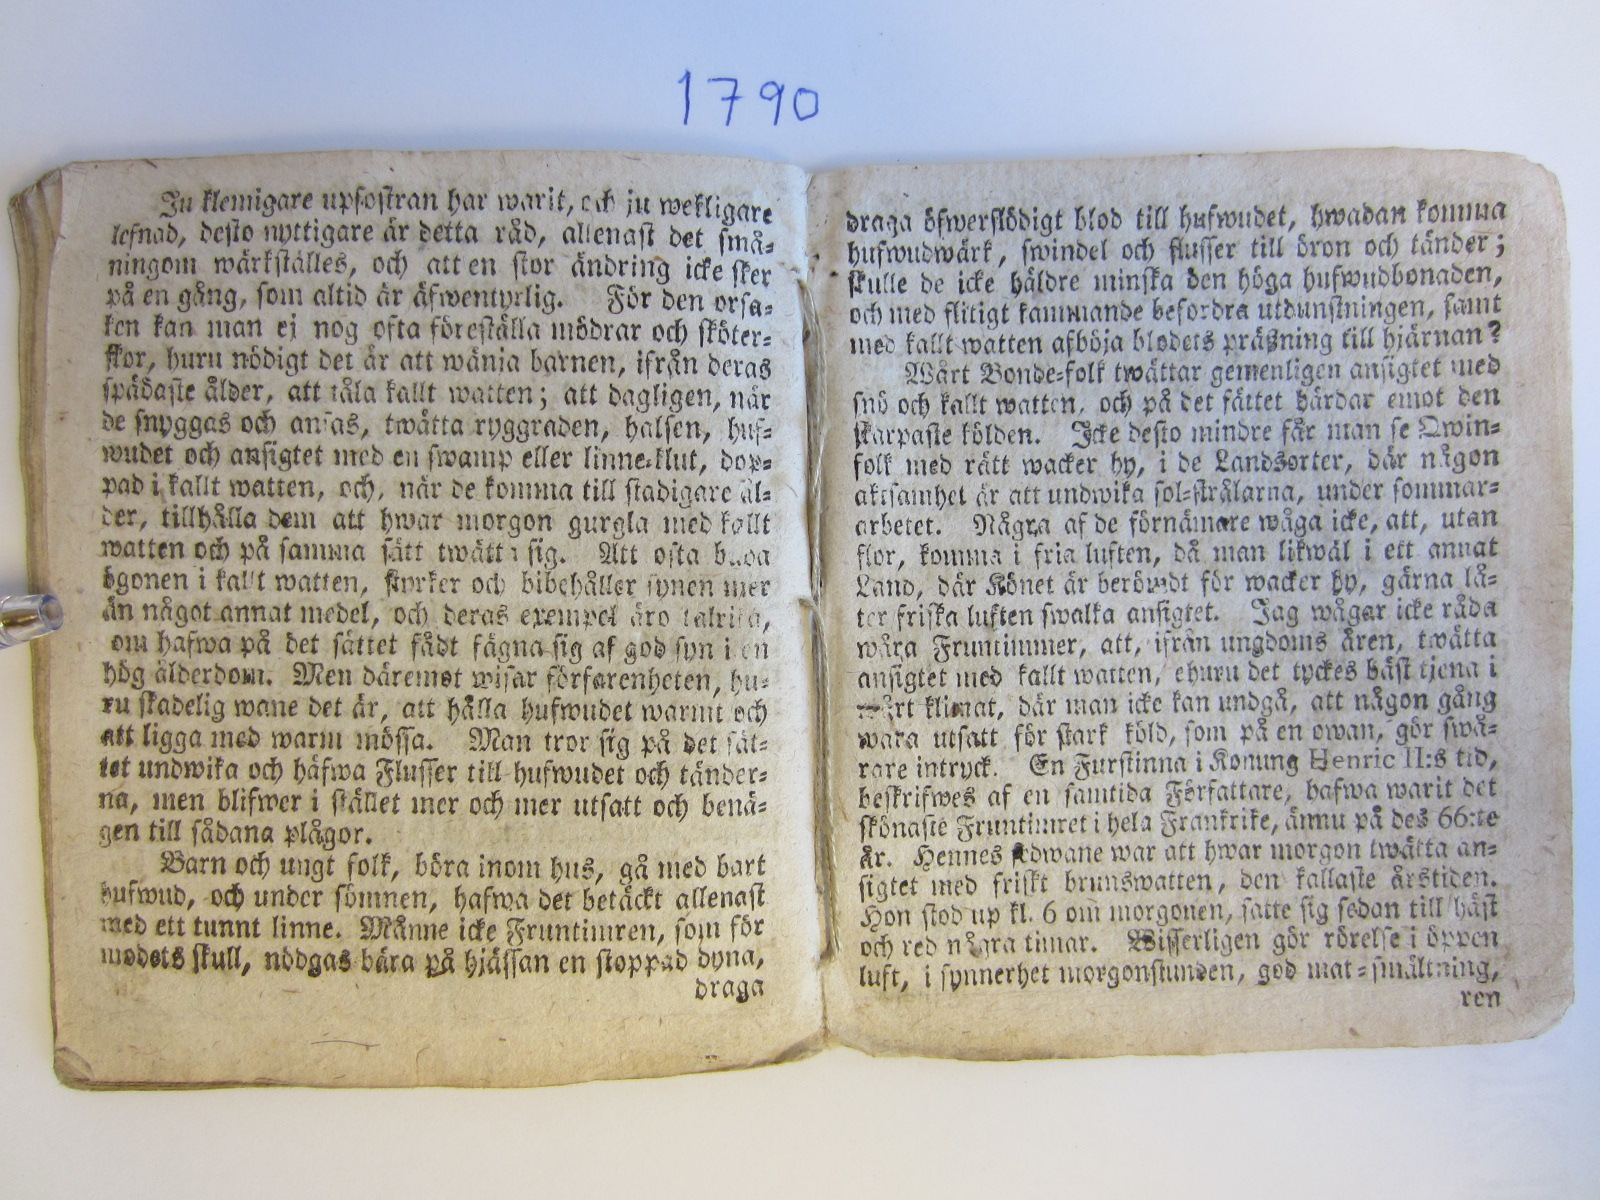 1790
Ju klemigare upfostran har warit, och ju wekligare
lefnad, desto nyttigare är detta råd, allenast det små-
ningom wärkställes, och att en stor ändring icke sker
på en gång, som altid är äfwentyrlig. För den orsa-
ken kan man ej nog ofta föreställa mödrar och sköter-
skor, huru nödigt det är att wänja barnen, ifrån deras
spädaste ålder, att tåla kallt watten; att dagligen, när
de snyggas och ansas, twätta ryggraden, halsen, huf-
wudet och ansigtet med en swamp eller linne-klut, dop-
pad i kallt watten, och, när de komma till stadigare ål-
der, tillhålla dem att hwar morgon gurgla med kallt
watten och på samma sätt twätta sig. Att ofta bada
ögonen i kallt watten, styrker och bibehåller synen mer
än något annat medel, och deras exempel äro talrika,
om hafwa på det sättet fådt fägna sig af god syn i en
hög ålderdom. Men däremot wisar förfarenheten, hu-
ru skadelig wane det är, att hålla hufwudet warmt och
att ligga med warm mössa. Man tror sig på det sät-
tet undwika och häfwa Flusser till hufwudet och tänder-
na, men blifwer i stället mer och mer utsatt och benä-
gen till sådana plågor.
Barn och ungt folk, böra inom hus, gå med bart
hufwud, och under sömnen, hafwa det betäckt allenast
med ett tunnt linne. Månne icke Fruntimren, som för
modets skull, nödgas bära på hjässan en stoppad dyna,
draga
draga öfwerflödigt blod till hufwudet, hwadan komma
hufwudwärk, swindel och flusser till öron och tänder;
skulle de icke häldre minska den höga hufwudbonaden,
och med flitigt kammande befordra utdunstningen, samt
med kallt watten afböja blodets prässning till hjärnan?
Wårt Bonde-folk twättar gemenligen ansigtet med
snö och kallt watten, och på det sättet härdar emot den
skarpaste kölden. Icke desto mindre får man se Qwin-
folk med rätt wacker hy, i de Landsorter, där någon
aktsamhet är att undwika sol-strålarna, under sommar-
arbetet. Några af de förnämare wåga icke, att, utan
flor, komma i fria luften, då man likwäl i ett annat
Land, där Könet är berömdt för wacker hy, gärna lå-
ter friska luften swalka ansigtet. Jag wågar icke råda
wåra Fruntimmer, att, ifrån ungdoms åren, twätta
ansigtet med kallt watten, ehuru det tyckes bäst tjena i
wårt klimat, där man icke kan undgå, att någon gång
wara utsatt för stark köld, som på en owan, gör swå-
rare intryck. En Furstinna i Konung Henric II:s tid,
beskrifwes af en samtida Författare, hafwa warit det
skönaste Fruntimret i hela Frankrike, ännu på des 66:te
år. Hennes sedwane war att hwar morgon twätta an-
sigtet med friskt brunswatten, den kallaste årstiden.
Hon stod up kl. 6 om morgonen, satte sig sedan till häst
och red några timar. Wisserligen gör rörelse i öppen
luft, i synnerhet morgonstunden, god mat-smältning,
ren